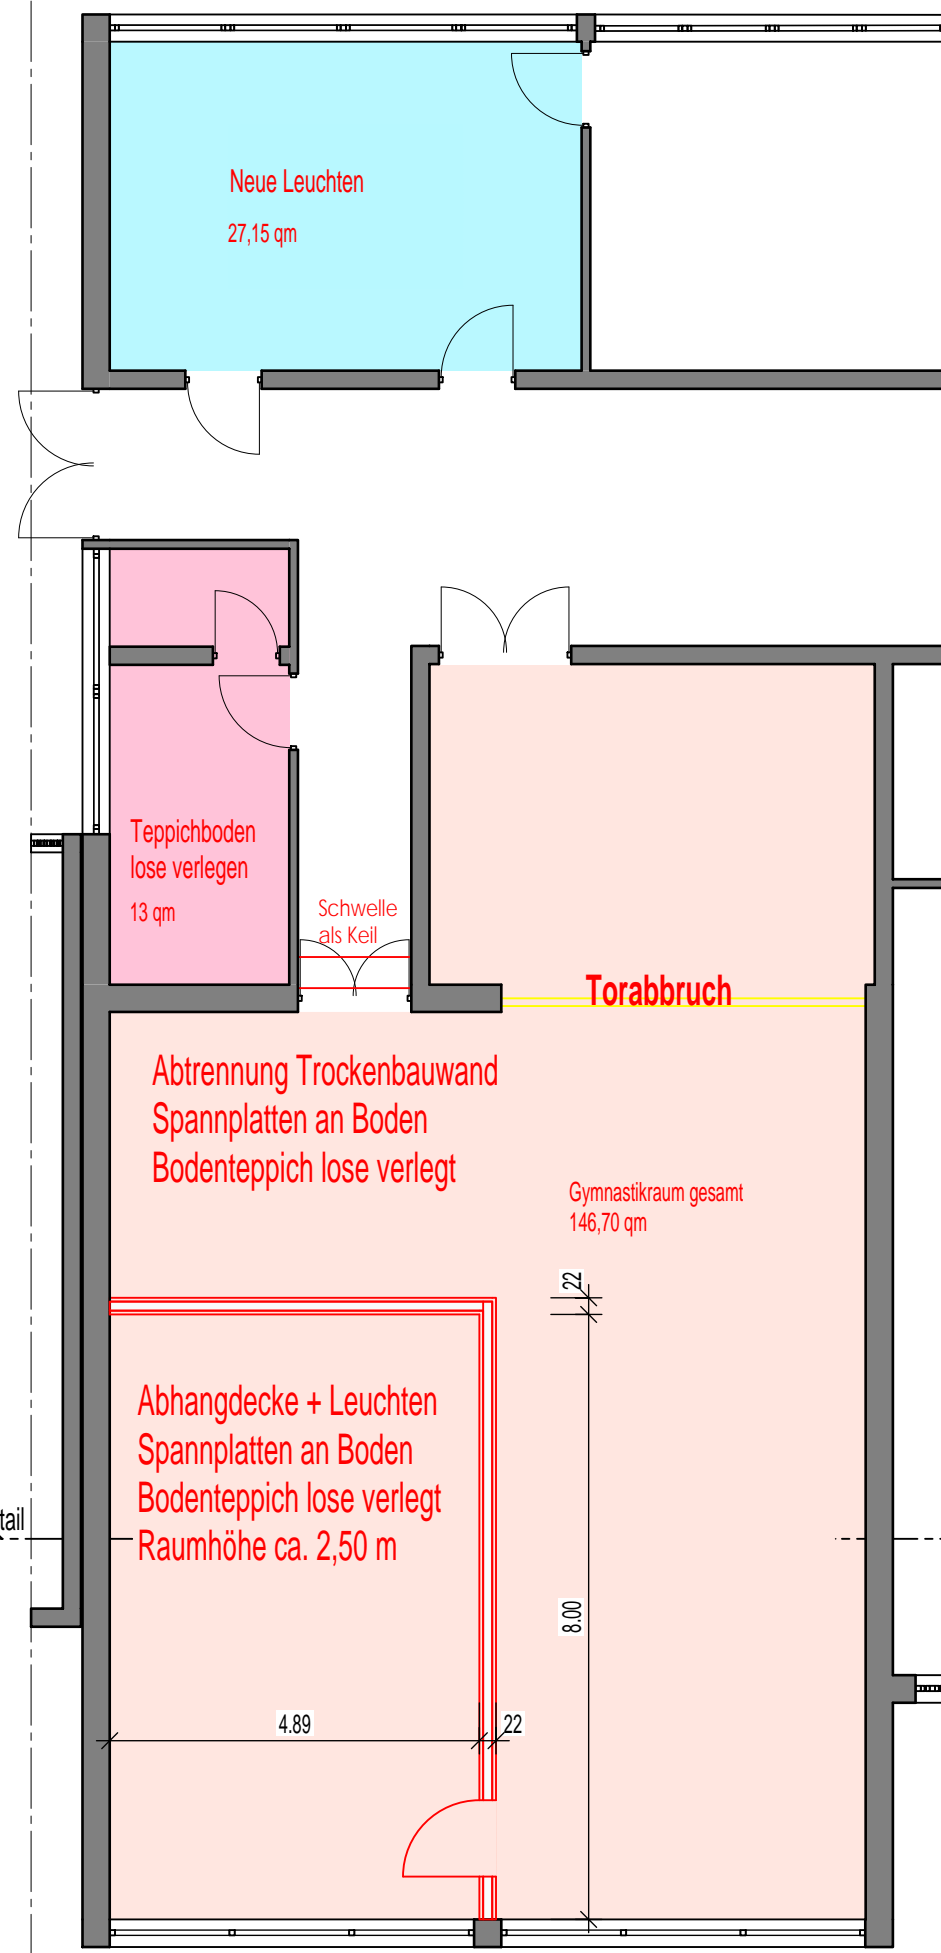 Neue Leuchten
27,15 qm
Teppichboden
lose verlegen
13 qm
Schwelle
als Keil
Torabbruch
Abtrennung Trockenbauwand
Spannplatten an Boden
Bodenteppich lose verlegt
Gymnastikraum gesamt
146,70 qm
22
Abhangdecke + Leuchten
Spannplatten an Boden
Bodenteppich lose verlegt
Raumhöhe ca. 2,50 m
tail
8.00
4.89
22